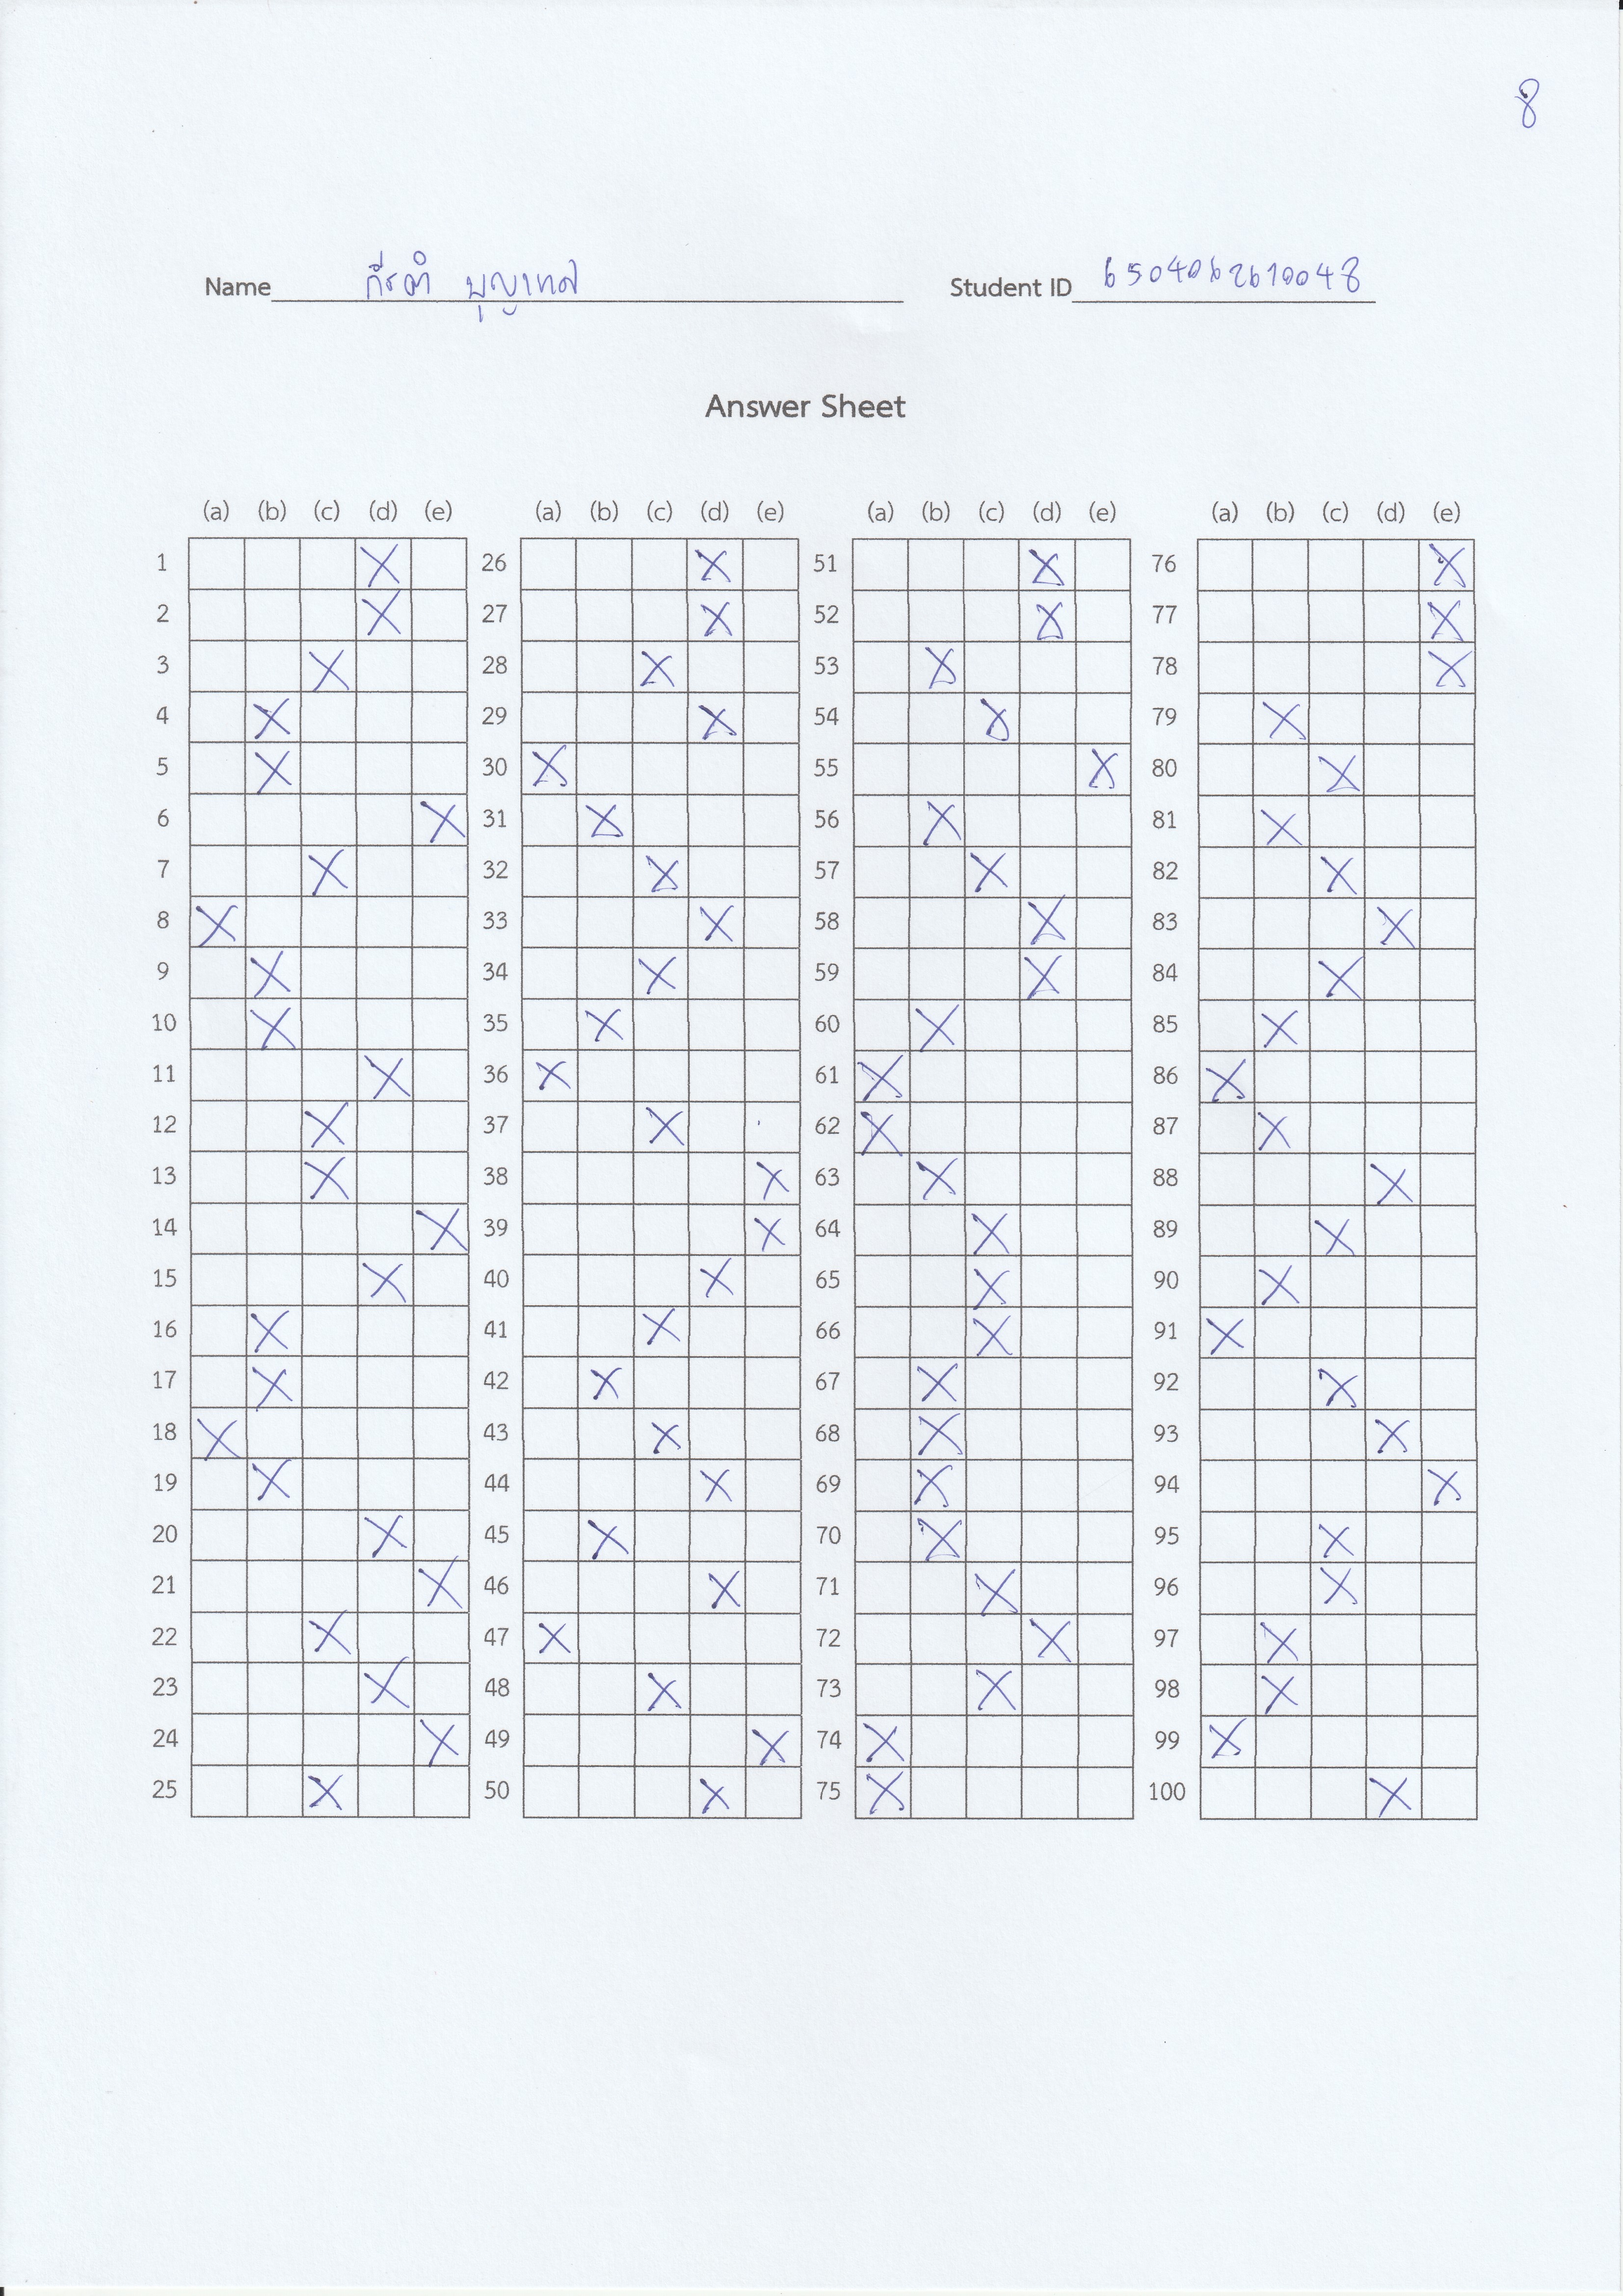 8
Name กีรติ บุญเทส Student ID 6504062610048
Answer Sheet
(a) (b) (c) (d) (e) (a) (b) (c) (d) (e) (a) (b) (c) (d) (e) (a) (b) (c) (d) (e)
1 X 26 X 51 X 76 X
2 X 27 X 52 X 77 X
3 X 28 X 53 X 78 X
4 X 29 X 54 X 79 X
5 X 30 X 55 X 80 X
6 X 31 X 56 X 81 X
7 X 32 X 57 X 82 X
8 X 33 X 58 X 83 X
9 X 34 X 59 X 84 X
10 X 35 X 60 X 85 X
11 X 36 X 61 X 86 X
12 X 37 X 62 X 87 X
13 X 38 X 63 X 88 X
14 X 39 X 64 X 89 X
15 X 40 X 65 X 90 X
16 X 41 X 66 X 91 X
17 X 42 X 67 X 92 X
18 X 43 X 68 X 93 X
19 X 44 X 69 X 94 X
20 X 45 X 70 X 95 X
21 X 46 X 71 X 96 X
22 X 47 X 72 X 97 X
23 X 48 X 73 X 98 X
24 X 49 X 74 X 99 X
25 X 50 X 75 X 100 X